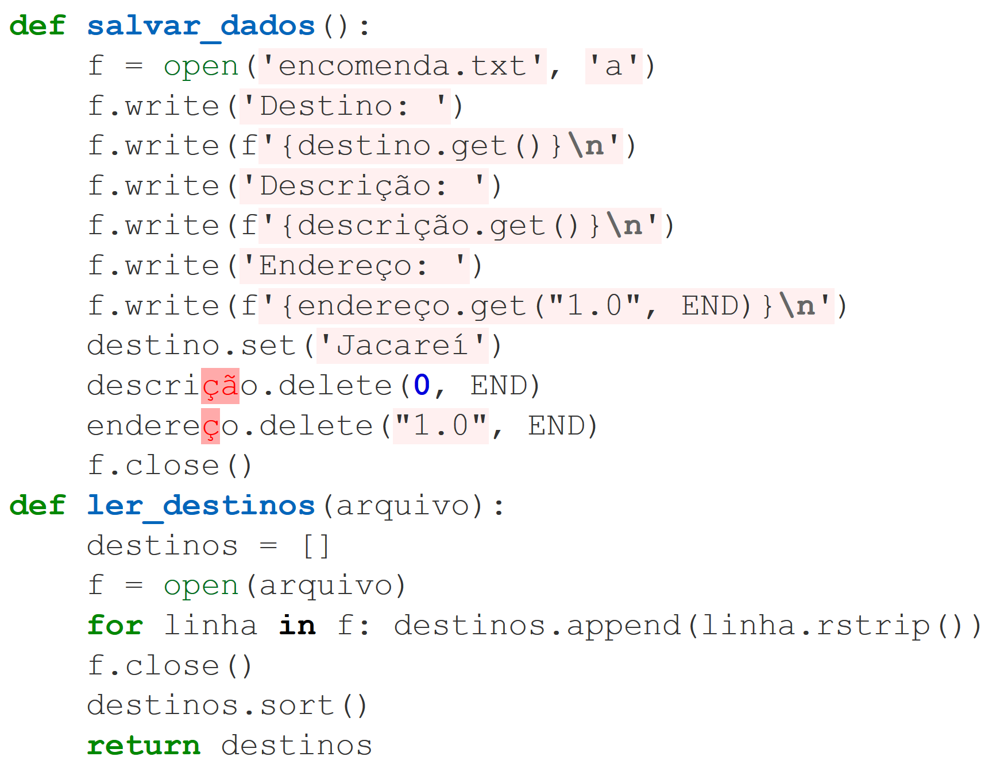 def salvar_dados():
    f = open('encomenda.txt', 'a')
    f.write('Destino: ')
    f.write(f'{destino.get()}\n')
    f.write('Descrição: ')
    f.write(f'{descrição.get()}\n')
    f.write('Endereço: ')
    f.write(f'{endereço.get("1.0", END)}\n')
    destino.set('Jacareí')
    descrição.delete(0, END)
    endereço.delete("1.0", END)
    f.close()
def ler_destinos(arquivo):
    destinos = []
    f = open(arquivo)
    for linha in f: destinos.append(linha.rstrip())
    f.close()
    destinos.sort()
    return destinos